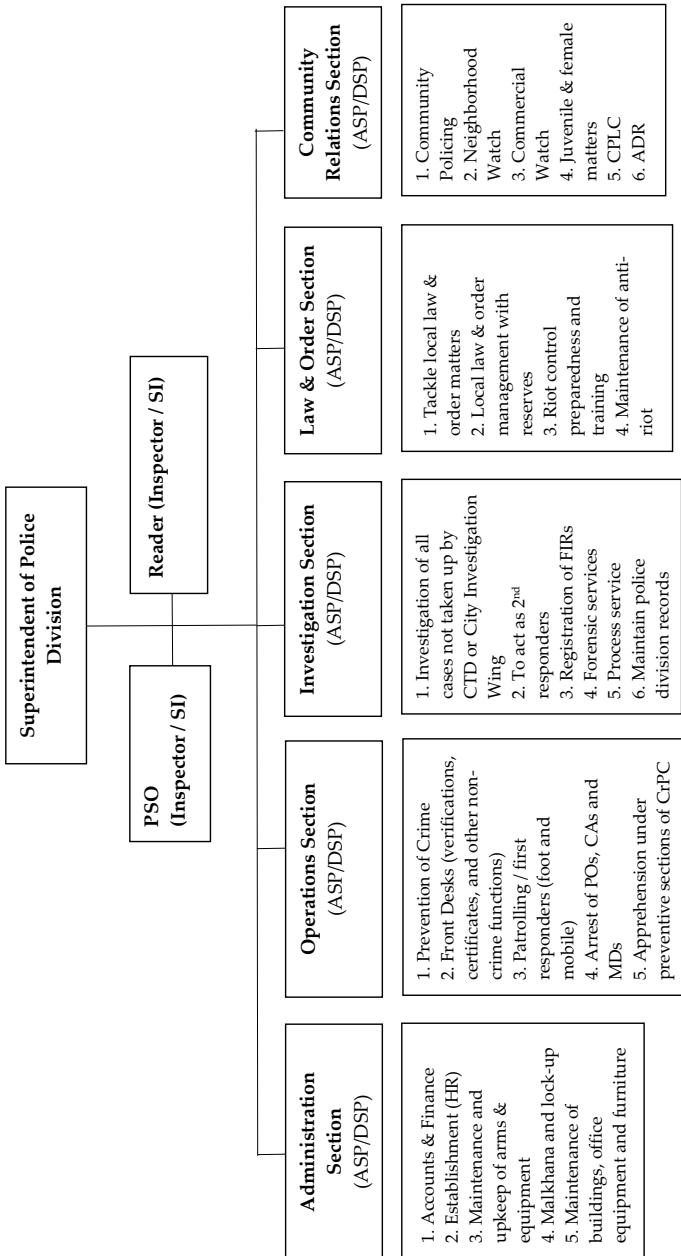 Superintendent of Police
Division
PSO
(Inspector / SI)
Reader (Inspector / SI)
Administration
Section
(ASP/DSP)
1. Accounts & Finance
2. Establishment (HR)
3. Maintenance and
upkeep of arms &
equipment
4. Malkhana and lock-up
5. Maintenance of
buildings, office
equipment and furniture
Operations Section
(ASP/DSP)
1. Prevention of Crime
2. Front Desks (verifications,
certificates, and other non-
crime functions)
3. Patrolling / first
responders (foot and
mobile)
4. Arrest of POs, CAs and
MDs
5. Apprehension under
preventive sections of CrPC
Investigation Section
(ASP/DSP)
1. Investigation of all
cases not taken up by
CTD or City Investigation
Wing
2. To act as 2nd
responders
3. Registration of FIRs
4. Forensic services
5. Process service
6. Maintain police
division records
Law & Order Section
(ASP/DSP)
1. Tackle local law &
order matters
2. Local law & order
management with
reserves
3. Riot control
preparedness and
training
4. Maintenance of anti-
riot
Community
Relations Section
(ASP/DSP)
1. Community
Policing
2. Neighborhood
Watch
3. Commercial
Watch
4. Juvenile & female
matters
5. CPLC
6. ADR